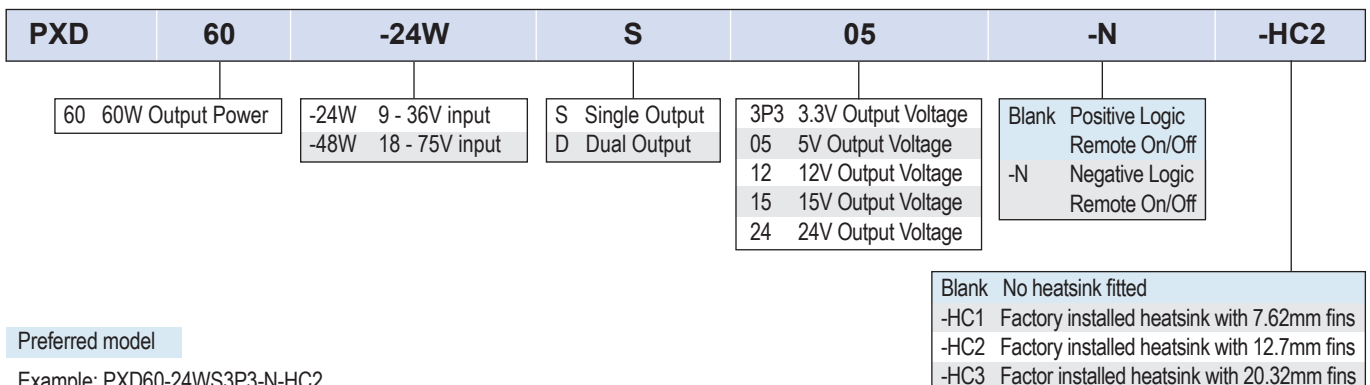 PXD 60 -24W S 05 -N -HC2
60 60W Output Power
-24W 9 - 36V input
-48W 18 - 75V input
S Single Output
D Dual Output
3P3 3.3V Output Voltage
05 5V Output Voltage
12 12V Output Voltage
15 15V Output Voltage
24 24V Output Voltage
Blank Positive Logic
Remote On/Off
-N Negative Logic
Remote On/Off
Blank No heatsink fitted
-HC1 Factory installed heatsink with 7.62mm fins
-HC2 Factory installed heatsink with 12.7mm fins
-HC3 Factor installed heatsink with 20.32mm fins
Preferred model
Example: PXD60-24WS3P3-N-HC2